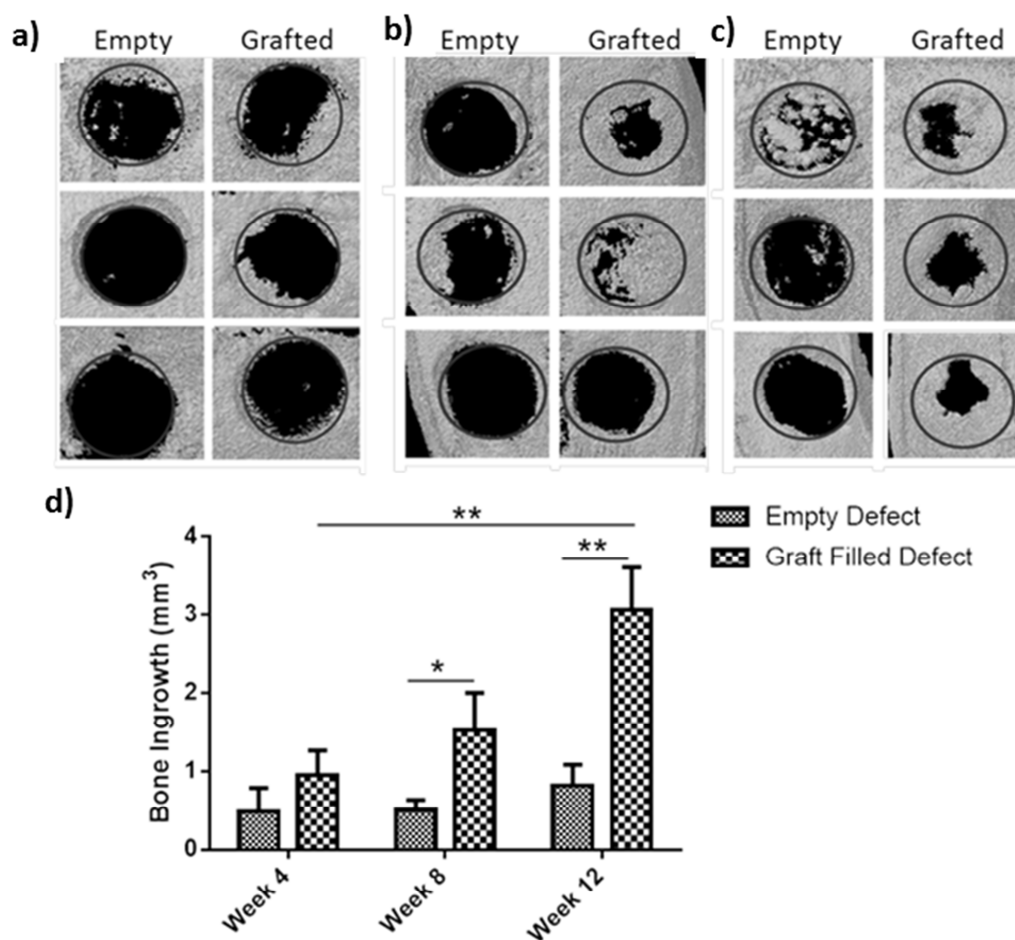 a)
Empty Grafted
b)
Empty Grafted
c)
Empty Grafted
d)
**
**
*
Empty Defect
Graft Filled Defect
Bone Ingrowth (mm³)
4
3
2
1
0
Week 4
Week 8
Week 12